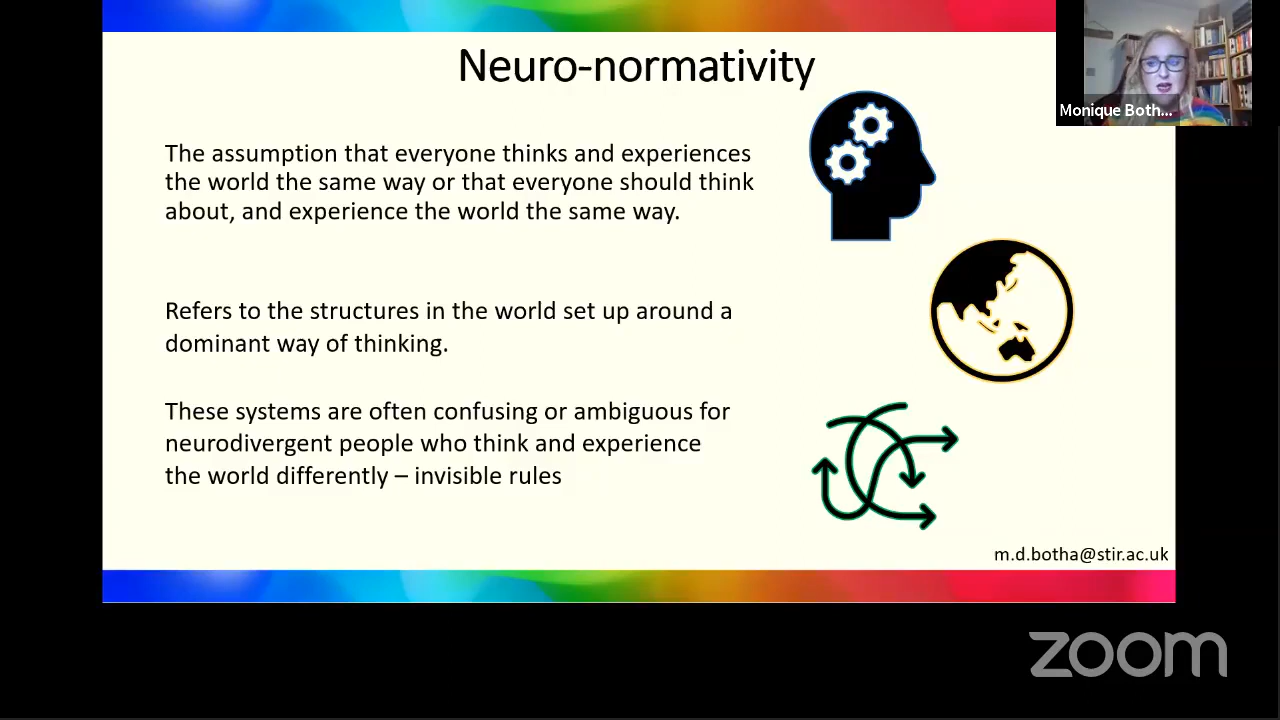 Neuro-normativity
Monique Both...
The assumption that everyone thinks and experiences
the world the same way or that everyone should think
about, and experience the world the same way.
Refers to the structures in the world set up around a
dominant way of thinking.
These systems are often confusing or ambiguous for
neurodivergent people who think and experience
the world differently – invisible rules
m.d.botha@stir.ac.uk
zoom